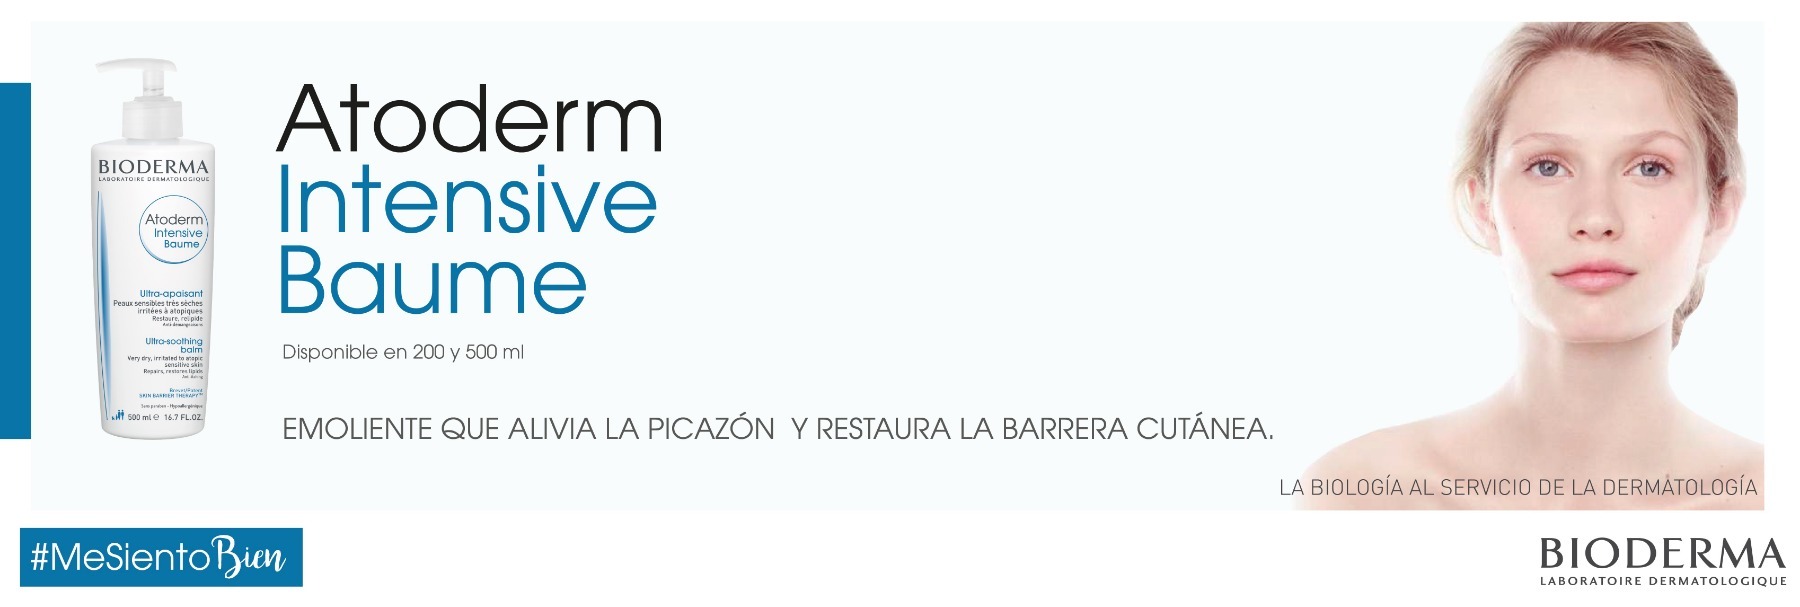 BIODERMA
LABORATOIRE DERMATOLOGIQUE
Atoderm
Intensive
Baume
Ultra-apaisant
Peaux sensibles très sèches
irritées à atopiques
Restaure, relipide
Anti-démangeaisons
Ultra-soothing
balm
Very dry, irritated to atopic
sensitive skin
Repairs, restores lipids
Anti-itching
Brevet/Patent
SKIN BARRIER THERAPY™
Sans parfum - Hypoallergénique
500 ml e 16.7 FL.OZ.
Atoderm
Intensive
Baume
Disponible en 200 y 500 ml
EMOLIENTE QUE ALIVIA LA PICAZÓN Y RESTAURA LA BARRERA CUTÁNEA.
LA BIOLOGÍA AL SERVICIO DE LA DERMATOLOGÍA
#MeSientoBien
BIODERMA
LABORATOIRE DERMATOLOGIQUE